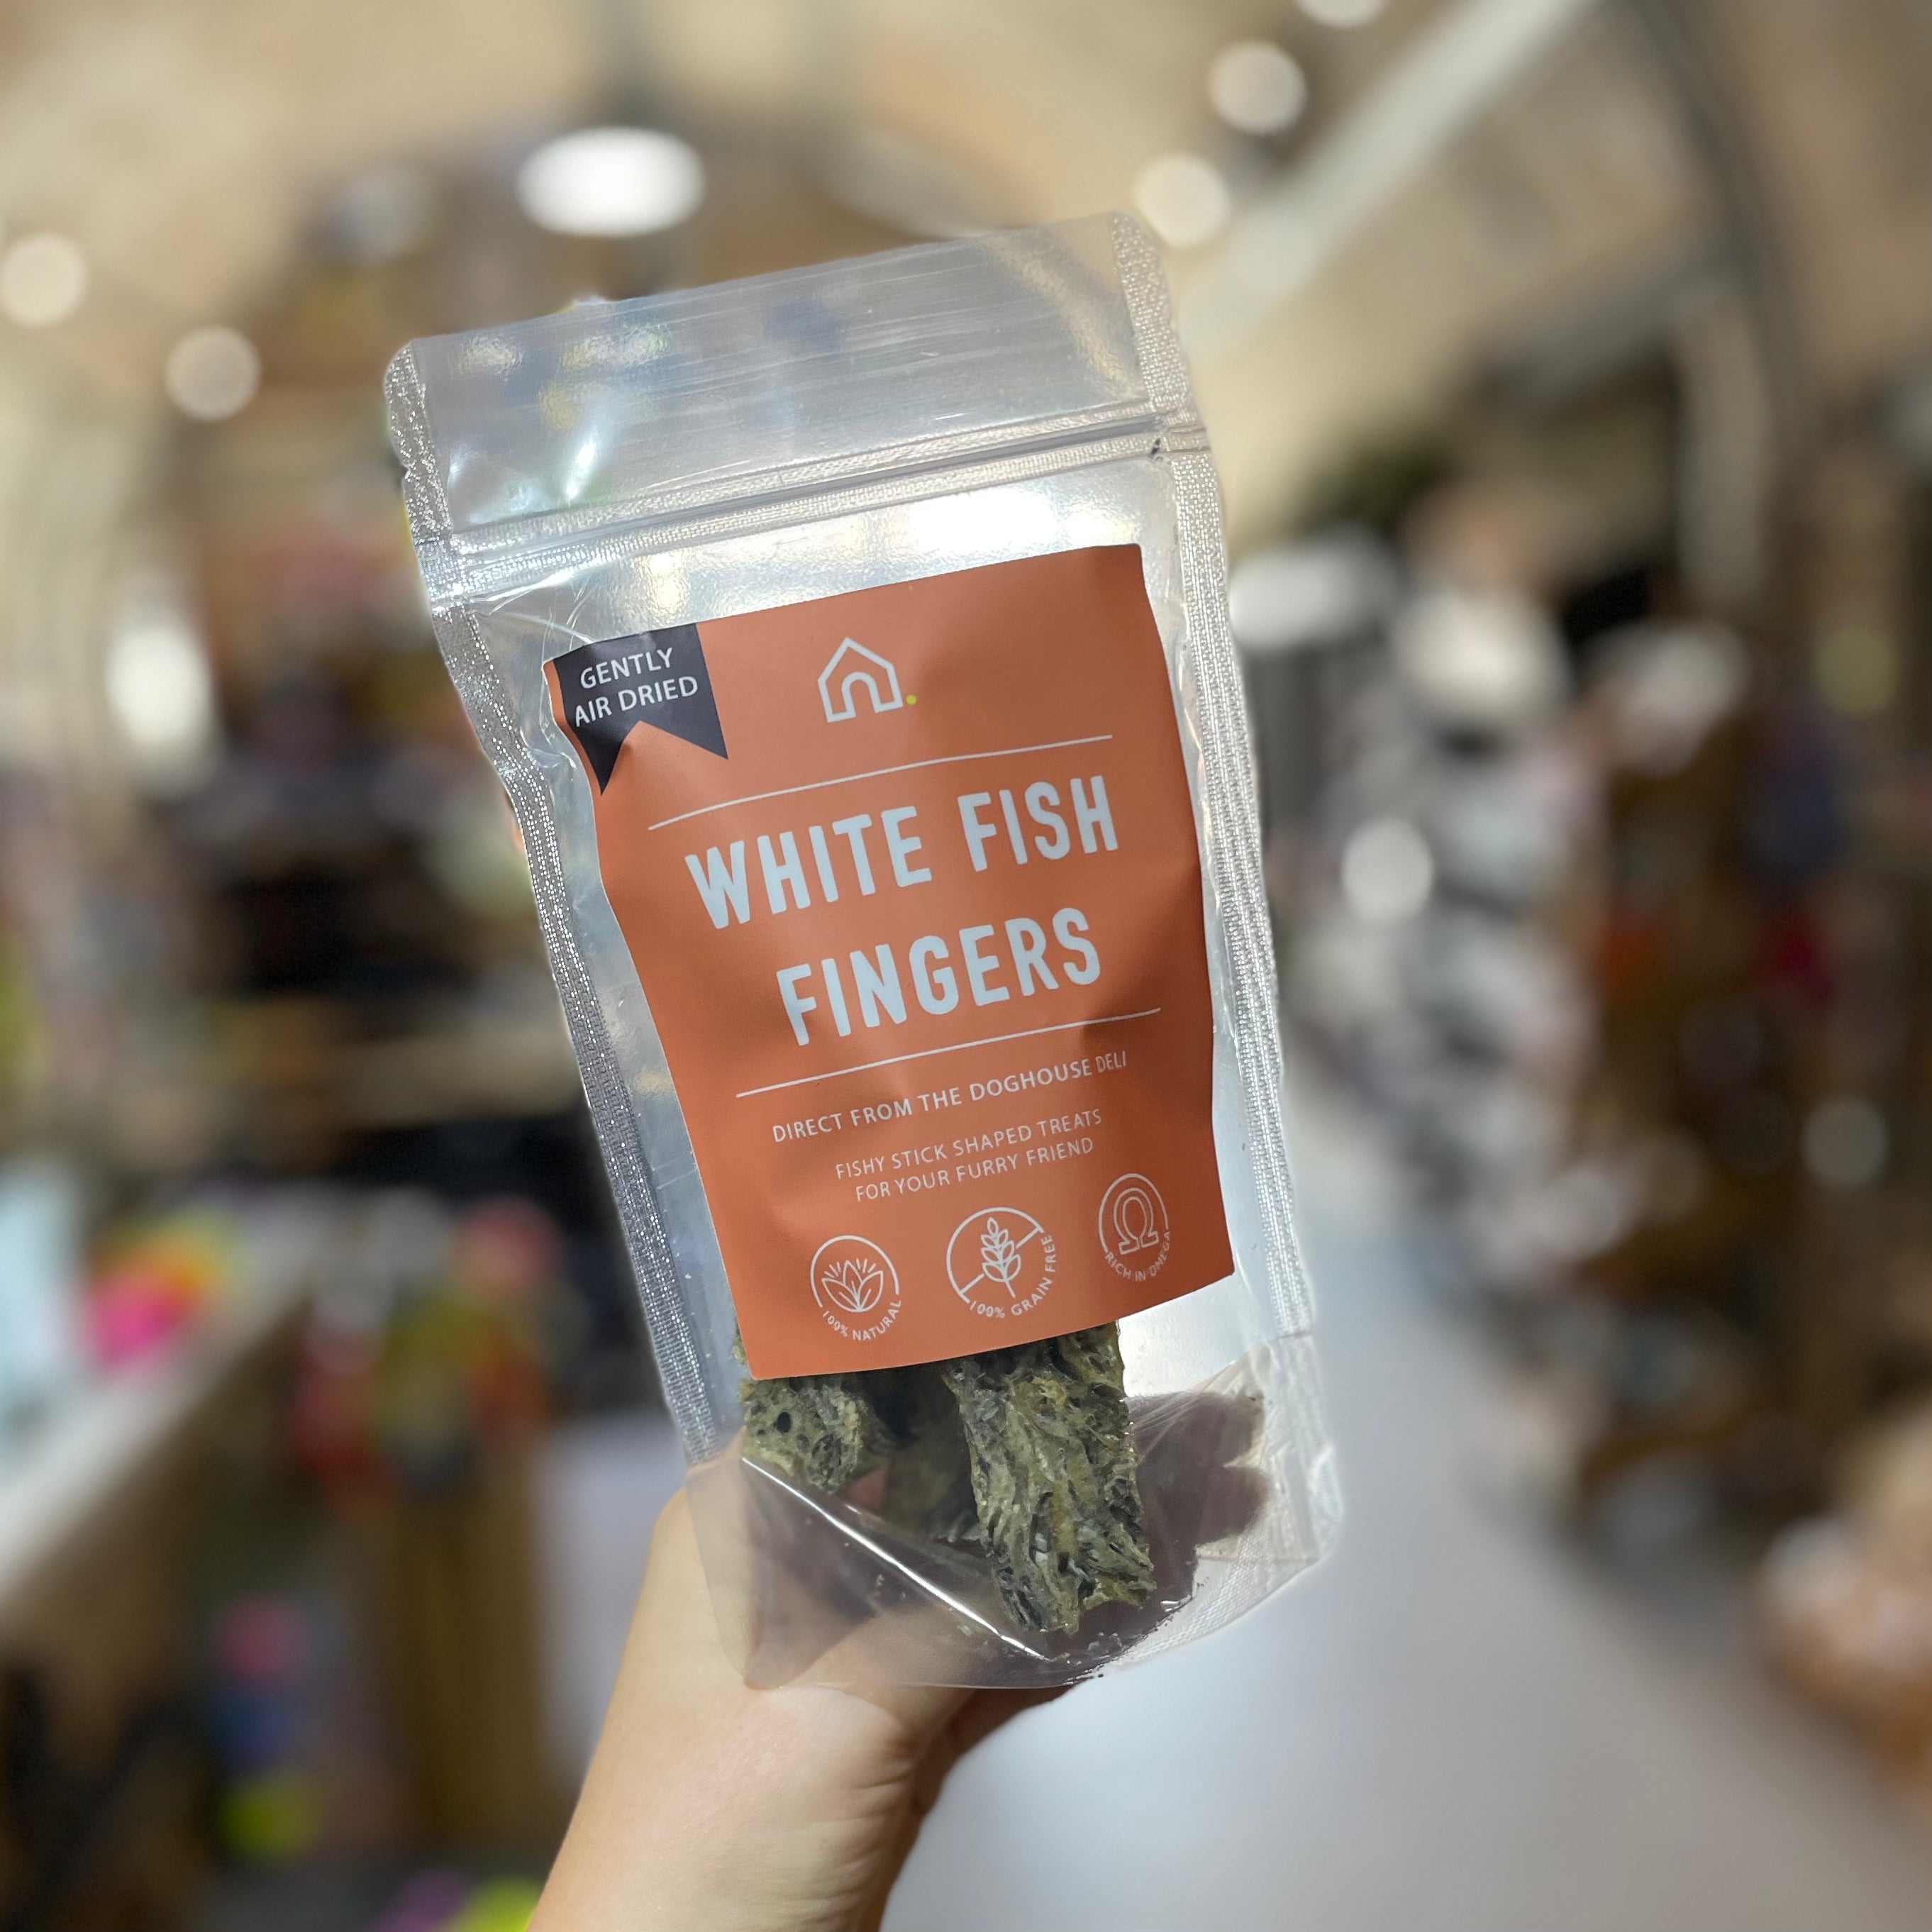 GENTLY
AIR DRIED
WHITE FISH
FINGERS
DIRECT FROM THE DOGHOUSE DELI
FISHY STICK SHAPED TREATS
FOR YOUR FURRY FRIEND
100% NATURAL
100% GRAIN FREE
RICH IN OMEGA